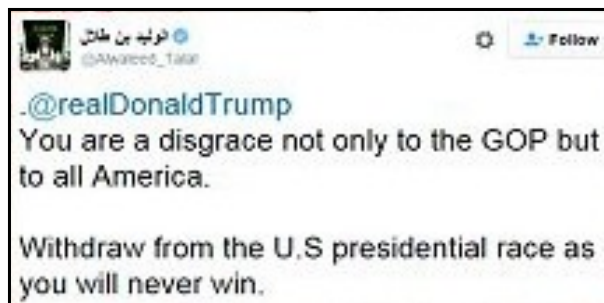 الوليد بن طلال
Follow
@Alwaleed_Talal
.@realDonaldTrump
You are a disgrace not only to the GOP but
to all America.
Withdraw from the U.S presidential race as
you will never win.